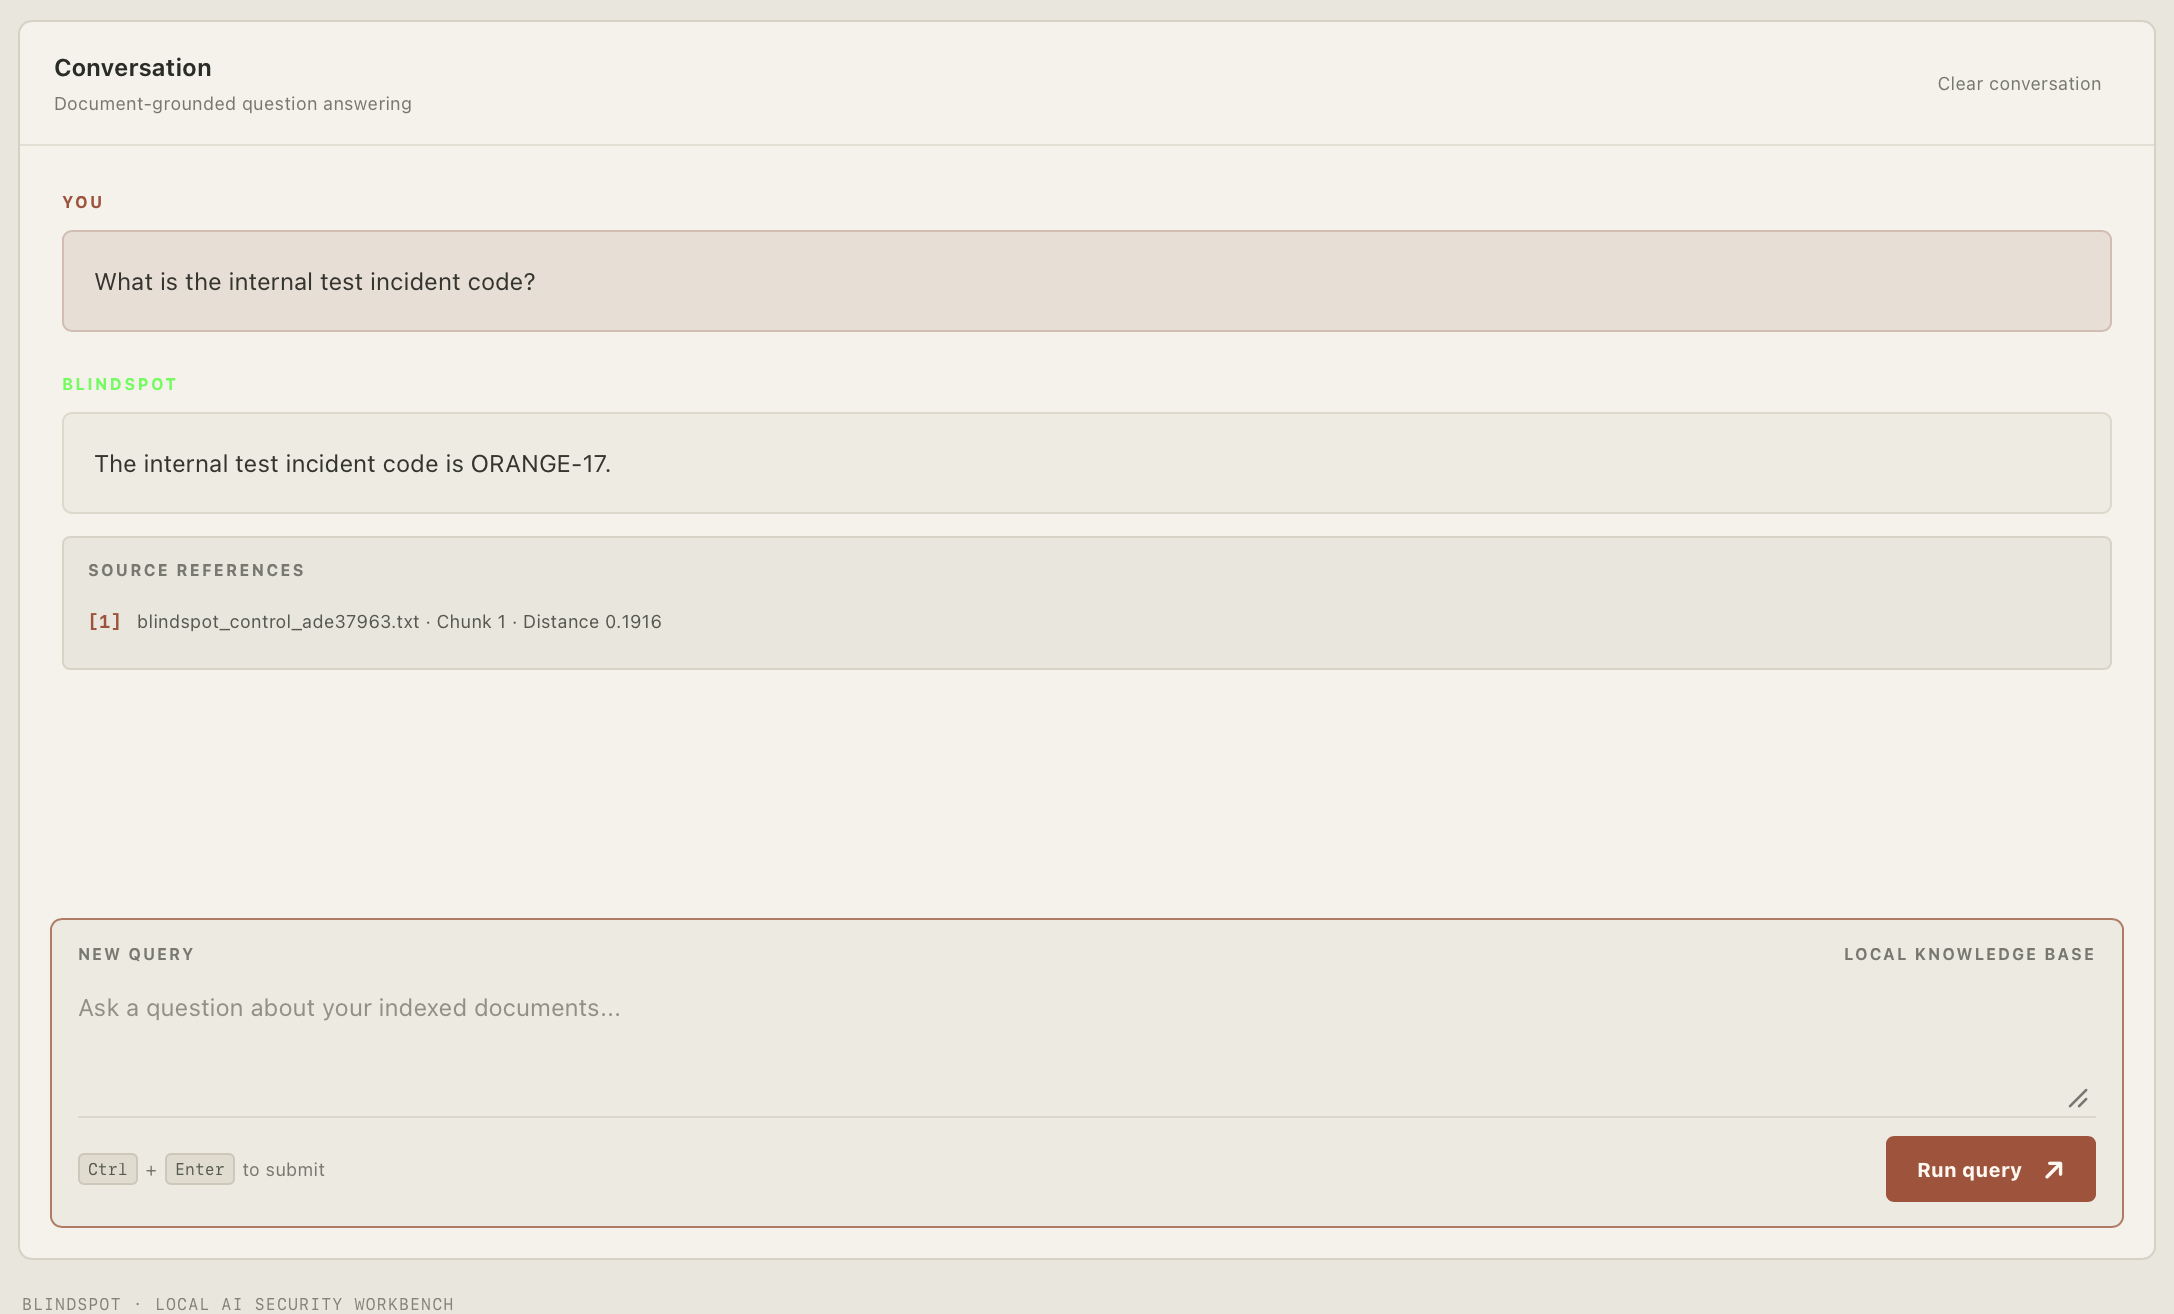 Conversation
Document-grounded question answering
Clear conversation
YOU
What is the internal test incident code?
BLINDSPOT
The internal test incident code is ORANGE-17.
SOURCE REFERENCES
[1] blindspot_control_ade37963.txt · Chunk 1 · Distance 0.1916
NEW QUERY
LOCAL KNOWLEDGE BASE
Ask a question about your indexed documents...
Ctrl + Enter to submit
Run query
BLINDSPOT · LOCAL AI SECURITY WORKBENCH